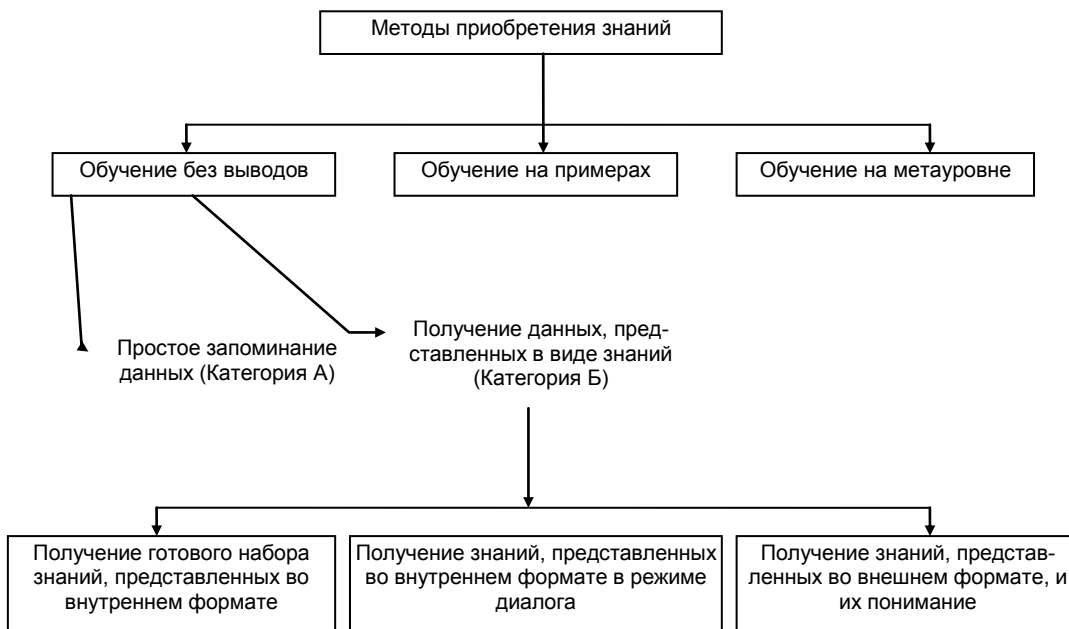 Методы приобретения знаний
Обучение без выводов
Обучение на примерах
Обучение на метауровне
Простое запоминание
данных (Категория А)
Получение данных, пред-
ставленных в виде знаний
(Категория Б)
Получение готового набора
знаний, представленных во
внутреннем формате
Получение знаний, представленных
во внутреннем формате в режиме
диалога
Получение знаний, представ-
ленных во внешнем формате, и
их понимание